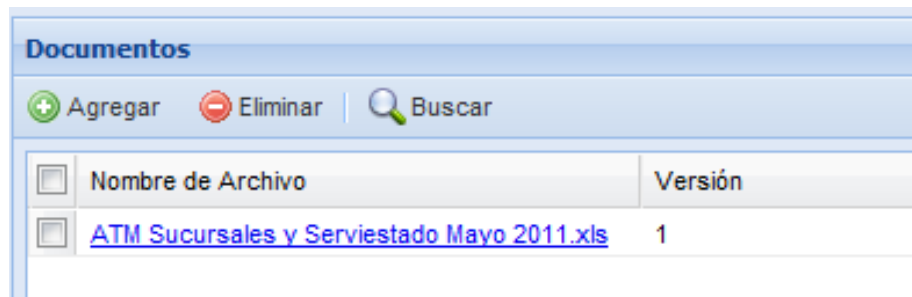 Documentos
Agregar Eliminar Buscar
Nombre de Archivo Versión
ATM Sucursales y Serviestado Mayo 2011.xls 1